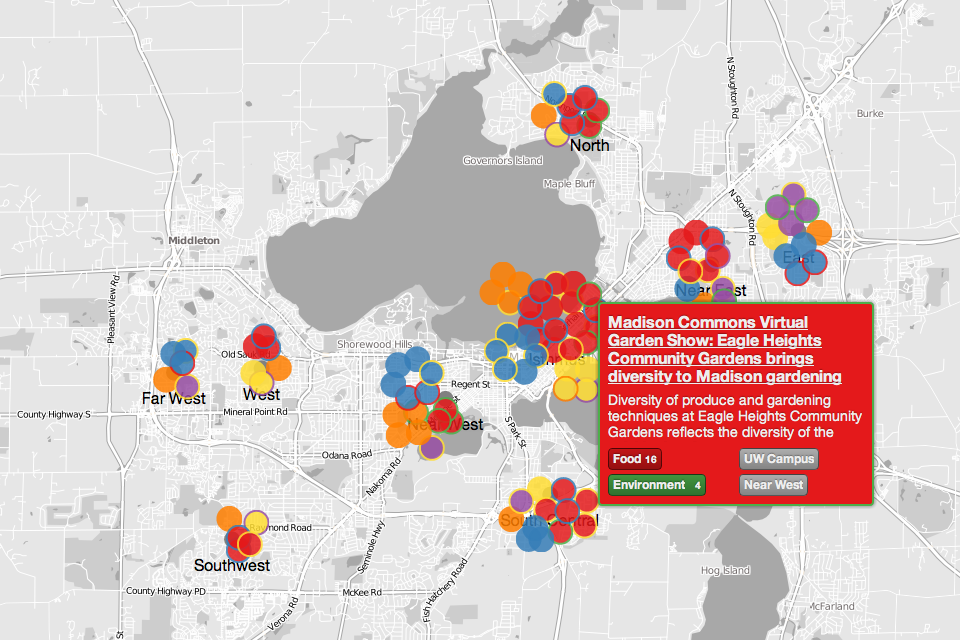 N Stoughton Rd
Burke
North
Governors Island
Maple Bluff
N Stoughton Rd
Middleton
East
Pleasant View Rd
Near East
Madison Commons Virtual
Garden Show: Eagle Heights
Community Gardens brings
diversity to Madison gardening
Diversity of produce and gardening
techniques at Eagle Heights Community
Gardens reflects the diversity of the
Food 16
UW Campus
Environment 4
Near West
Shorewood Hills
Old Sauk Rd
Regent St
Far West
West
County Highway S
Mineral Point Rd
Near West
S Park St
Odana Road
Nakoma Rd
South Central
Raymond Road
Seminole Hwy
Southwest
Fish Hatchery Road
Hog Island
County Highway PD
McKee Rd
Verona Rd
McFarland
St